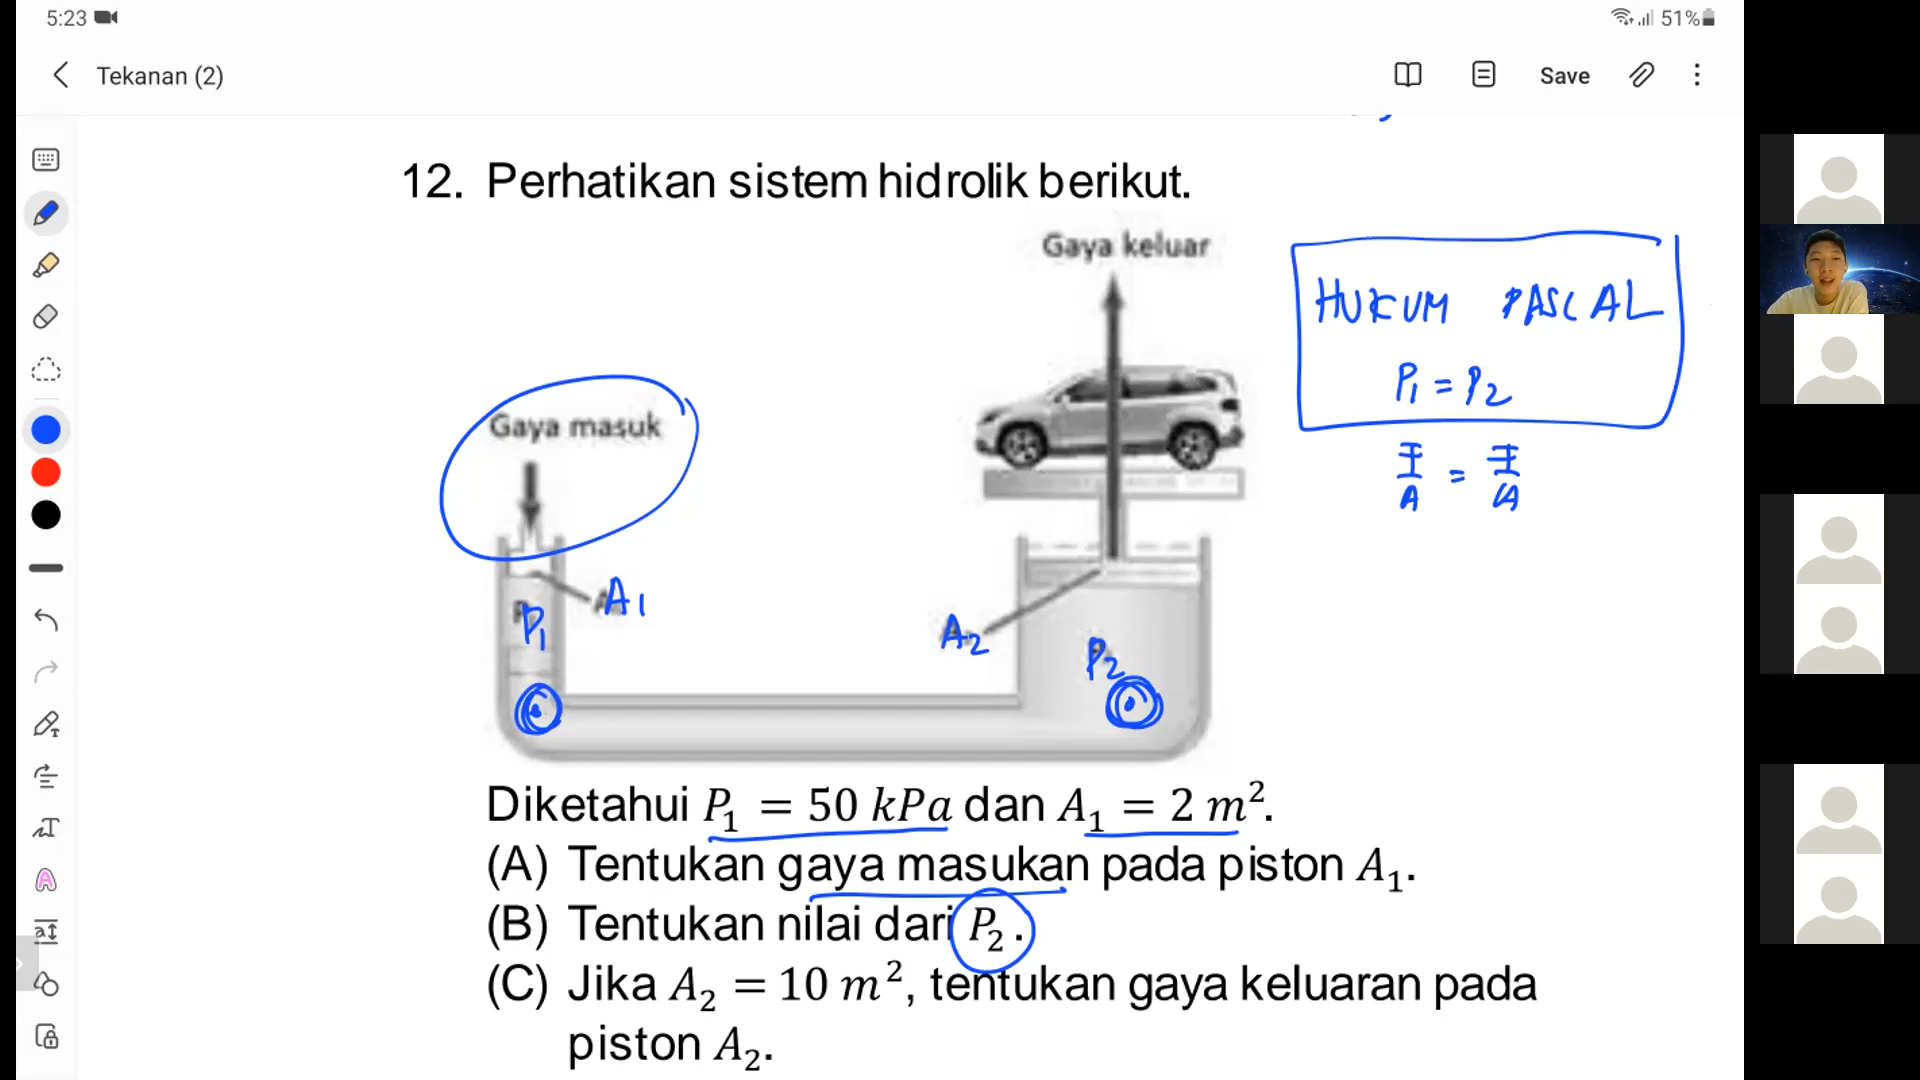 5:23
51%
Tekanan (2)
Save
12. Perhatikan sistem hidrolik berikut.
Gaya keluar
HUKUM PASCAL
P₁ = P₂
F/A = F/A
Gaya masuk
A₁
P₁
A₂
P₂
Diketahui P₁ = 50 kPa dan A₁ = 2 m².
(A) Tentukan gaya masukan pada piston A₁.
(B) Tentukan nilai dari P₂.
(C) Jika A₂ = 10 m², tentukan gaya keluaran pada
piston A₂.